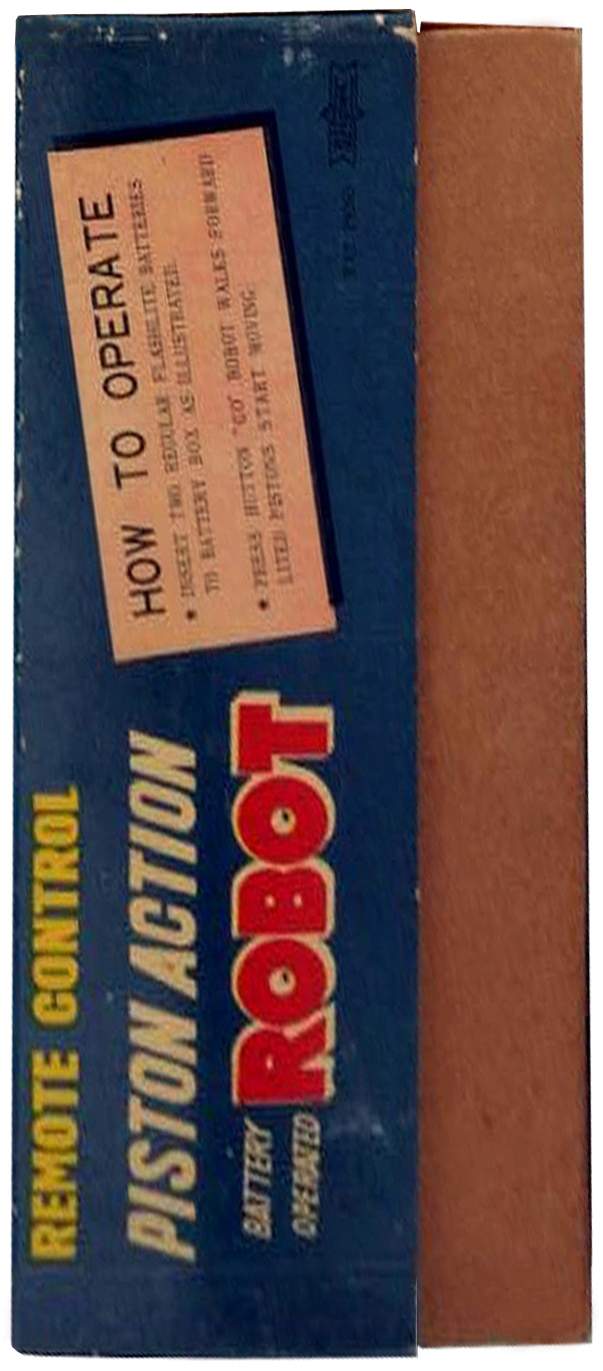 REMOTE CONTROL
PISTON ACTION
BATTERY
OPERATED
ROBOT
HOW TO OPERATE
• INSERT TWO REGULAR FLASHLITE BATTERIES
TO BATTERY BOX AS ILLUSTRATED.
• PRESS BUTTON "GO" ROBOT WALKS FORWARD
LITED PISTONS START MOVING.